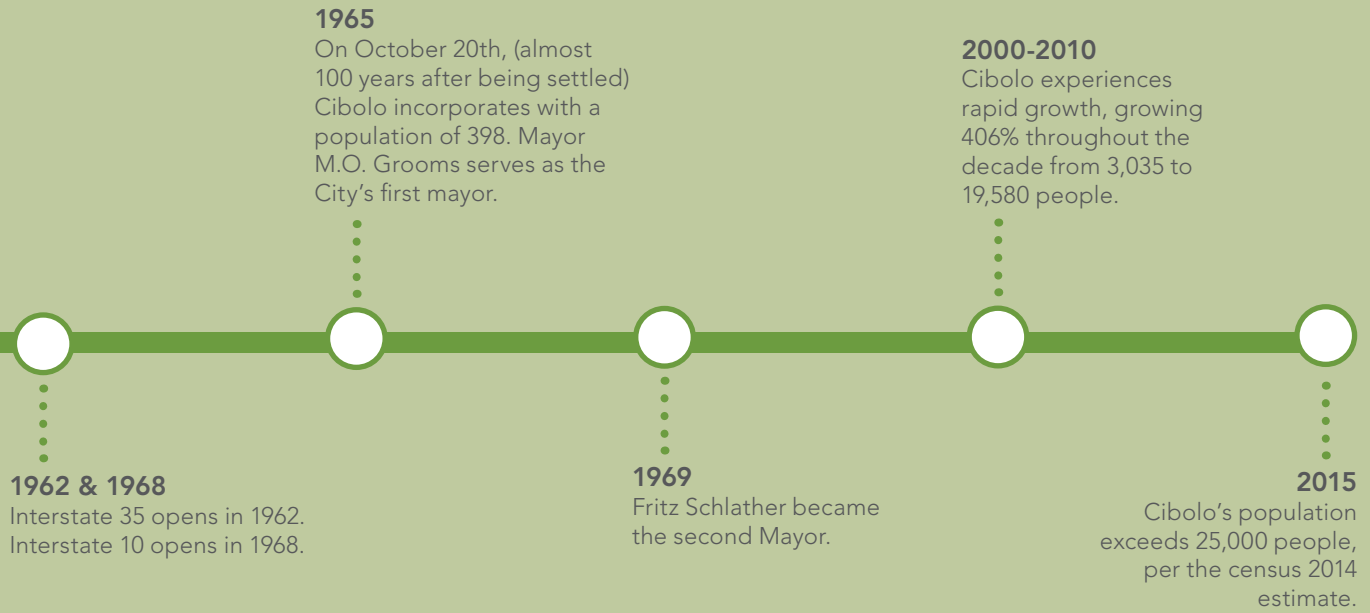 1965
On October 20th, (almost
100 years after being settled)
Cibolo incorporates with a
population of 398. Mayor
M.O. Grooms serves as the
City’s first mayor.
2000-2010
Cibolo experiences
rapid growth, growing
406% throughout the
decade from 3,035 to
19,580 people.
1962 & 1968
Interstate 35 opens in 1962.
Interstate 10 opens in 1968.
1969
Fritz Schlather became
the second Mayor.
2015
Cibolo’s population
exceeds 25,000 people,
per the census 2014
estimate.